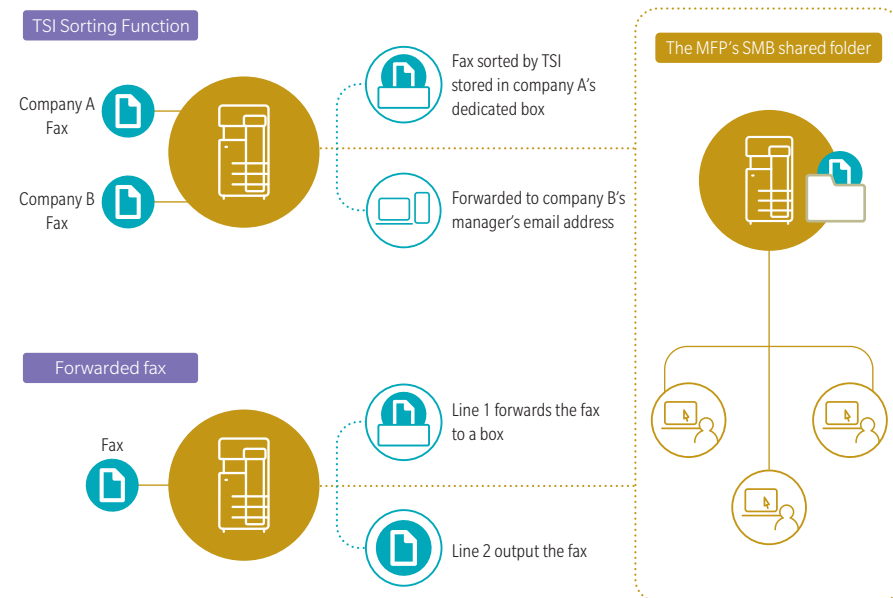 TSI Sorting Function
Company A
Fax
Company B
Fax
Fax sorted by TSI
stored in company A's
dedicated box
Forwarded to company B's
manager's email address
The MFP's SMB shared folder
Forwarded fax
Fax
Line 1 forwards the fax
to a box
Line 2 output the fax